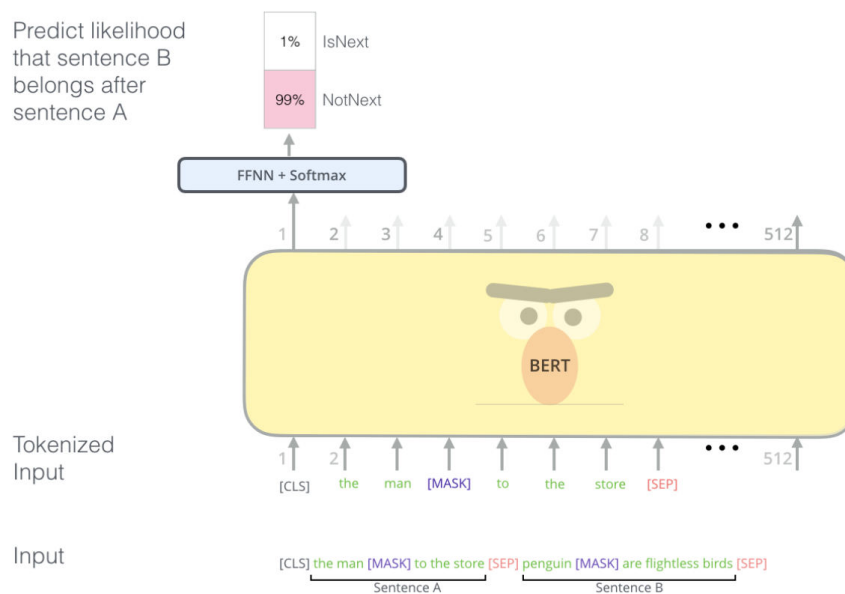 Predict likelihood
that sentence B
belongs after
sentence A
1% IsNext
99% NotNext
FFNN + Softmax
1 2 3 4 5 6 7 8 ••• 512
BERT
Tokenized
Input
1 2 ••• 512
[CLS] the man [MASK] to the store [SEP]
Input
[CLS] the man [MASK] to the store [SEP] penguin [MASK] are flightless birds [SEP]
Sentence A Sentence B